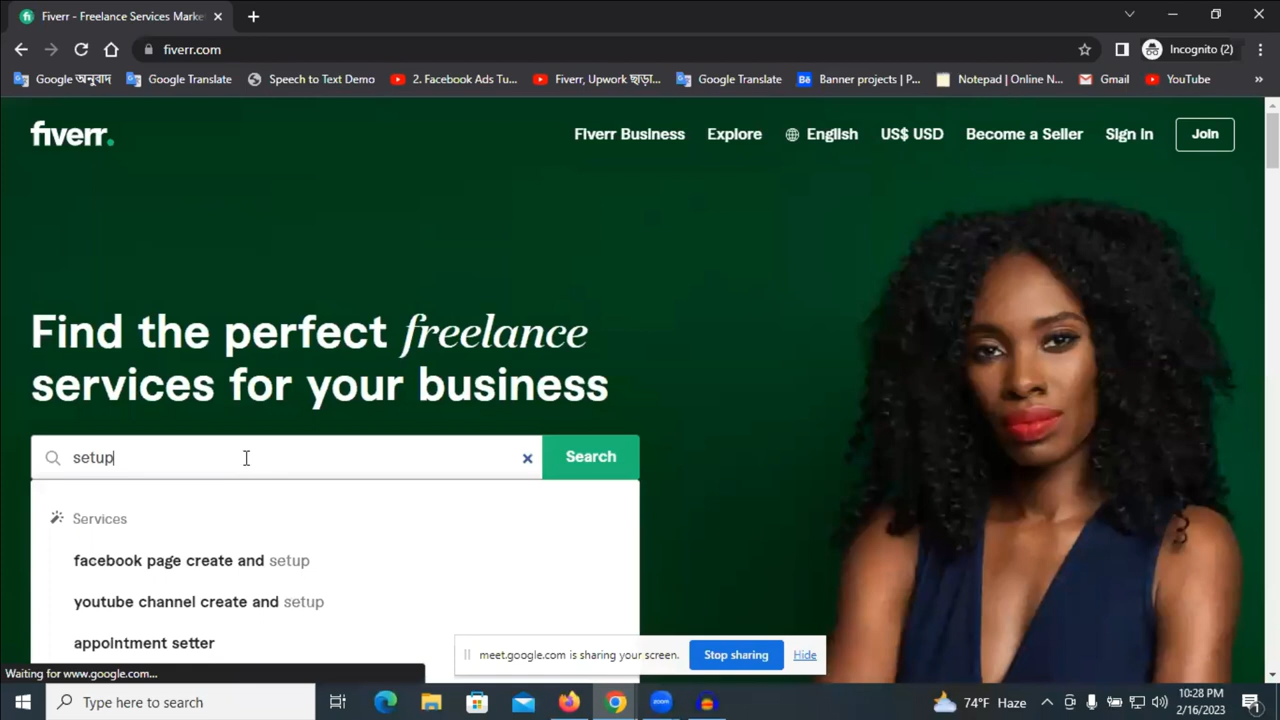 Fiverr - Freelance Services Marke
fiverr.com
Incognito (2)
Google অনুবাদ
Google Translate
Speech to Text Demo
2. Facebook Ads Tu...
Fiverr, Upwork ছাড়া...
Google Translate
Bē Banner projects | P...
Notepad | Online N...
Gmail
YouTube
»
fiverr.
Fiverr Business
Explore
English
US$ USD
Become a Seller
Sign in
Join
Find the perfect freelance
services for your business
setup
Search
Services
facebook page create and setup
youtube channel create and setup
appointment setter
meet.google.com is sharing your screen.
Stop sharing
Hide
Waiting for www.google.com...
Type here to search
zoom
74°F Haze
10:28 PM
2/16/2023
1